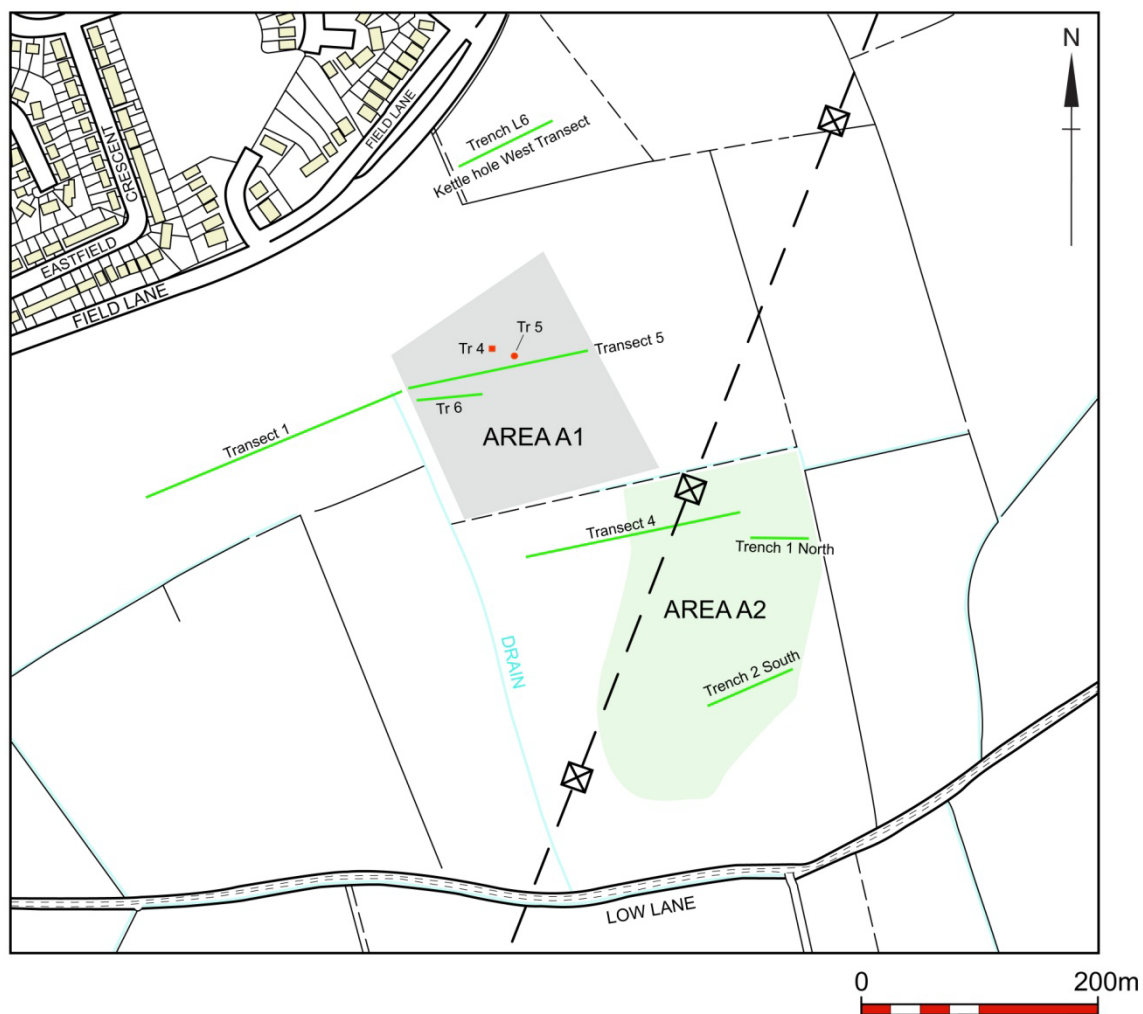 N
Trench L6
Kettle hole West Transect
FIELD LANE
CRESCENT
EASTFIELD
FIELD LANE
Tr 5
Tr 4
Transect 5
Tr 6
Transect 1
AREA A1
Transect 4
Trench 1 North
AREA A2
DRAIN
Trench 2 South
LOW LANE
0 200m